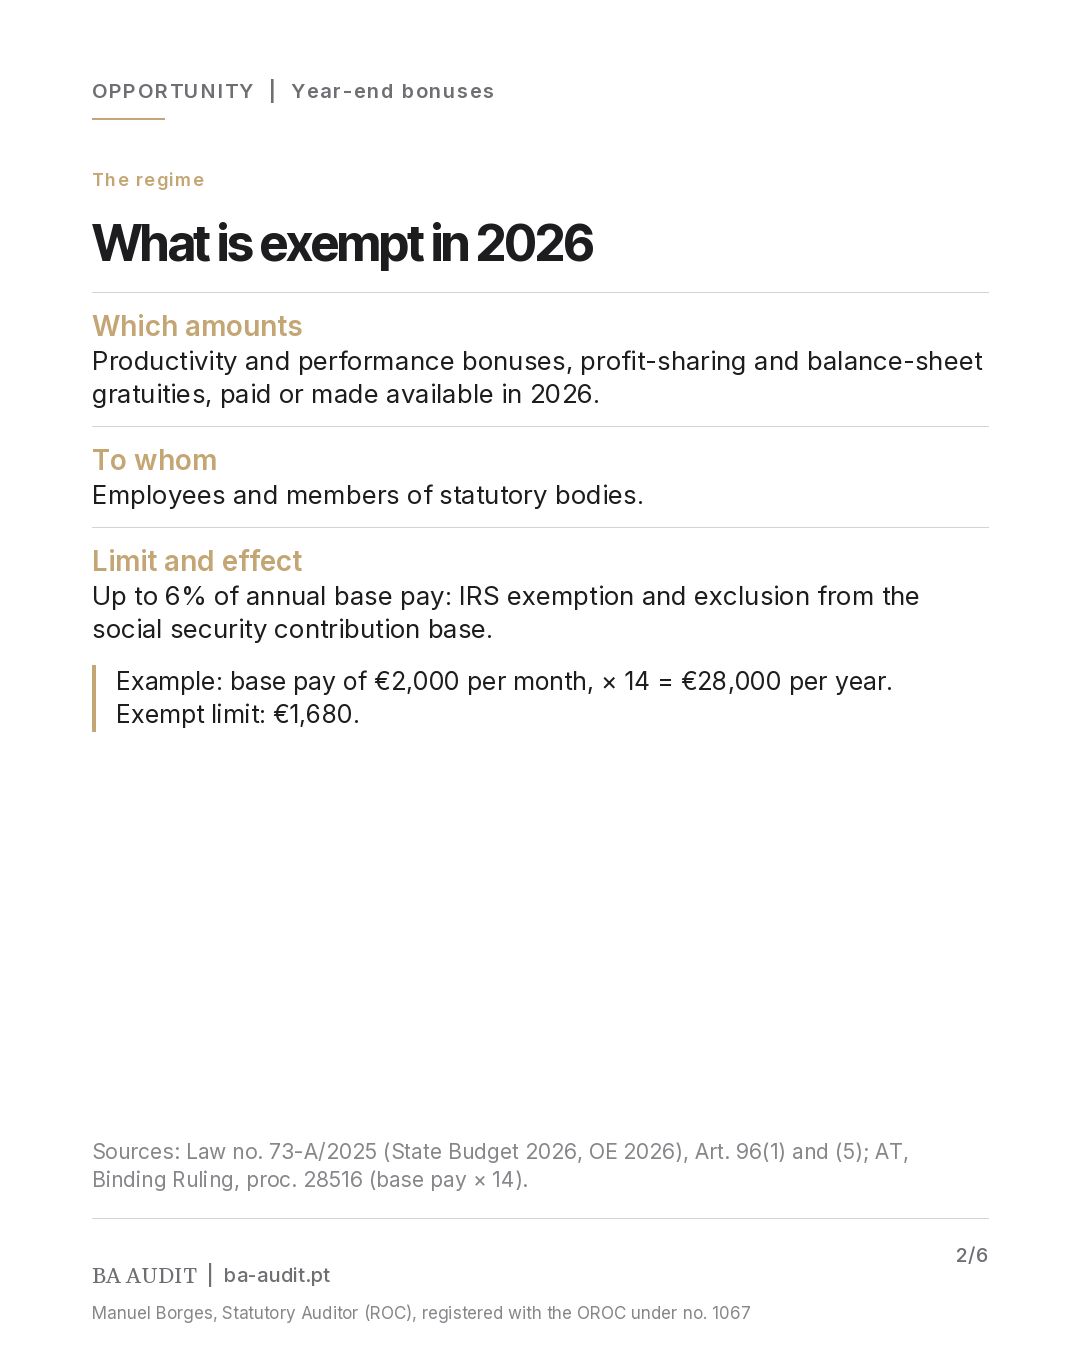 OPPORTUNITY | Year-end bonuses
The regime
What is exempt in 2026
Which amounts
Productivity and performance bonuses, profit-sharing and balance-sheet
gratuities, paid or made available in 2026.
To whom
Employees and members of statutory bodies.
Limit and effect
Up to 6% of annual base pay: IRS exemption and exclusion from the
social security contribution base.
Example: base pay of €2,000 per month, × 14 = €28,000 per year.
Exempt limit: €1,680.
Sources: Law no. 73-A/2025 (State Budget 2026, OE 2026), Art. 96(1) and (5); AT,
Binding Ruling, proc. 28516 (base pay × 14).
2/6
BA AUDIT | ba-audit.pt
Manuel Borges, Statutory Auditor (ROC), registered with the OROC under no. 1067